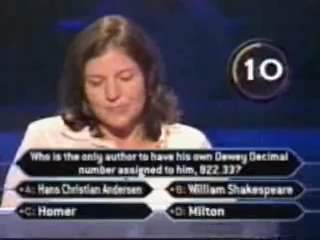 10
Who is the only author to have his own Dewey Decimal
number assigned to him, 822.33?
A: Hans Christian Andersen
B: William Shakespeare
C: Homer
D: Milton